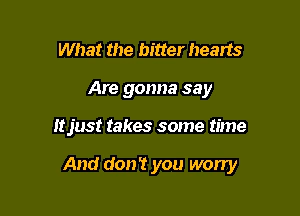 What the bitter hearts
Are gonna say
It just takes some time
And don't you worry